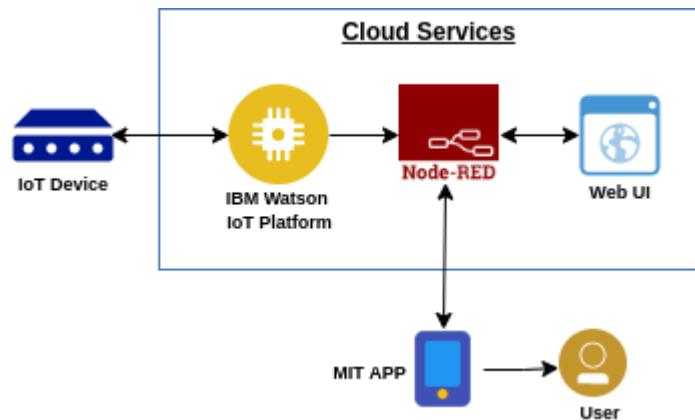 Cloud Services
IoT Device
IBM Watson
IoT Platform
Node-RED
Web UI
MIT APP
User